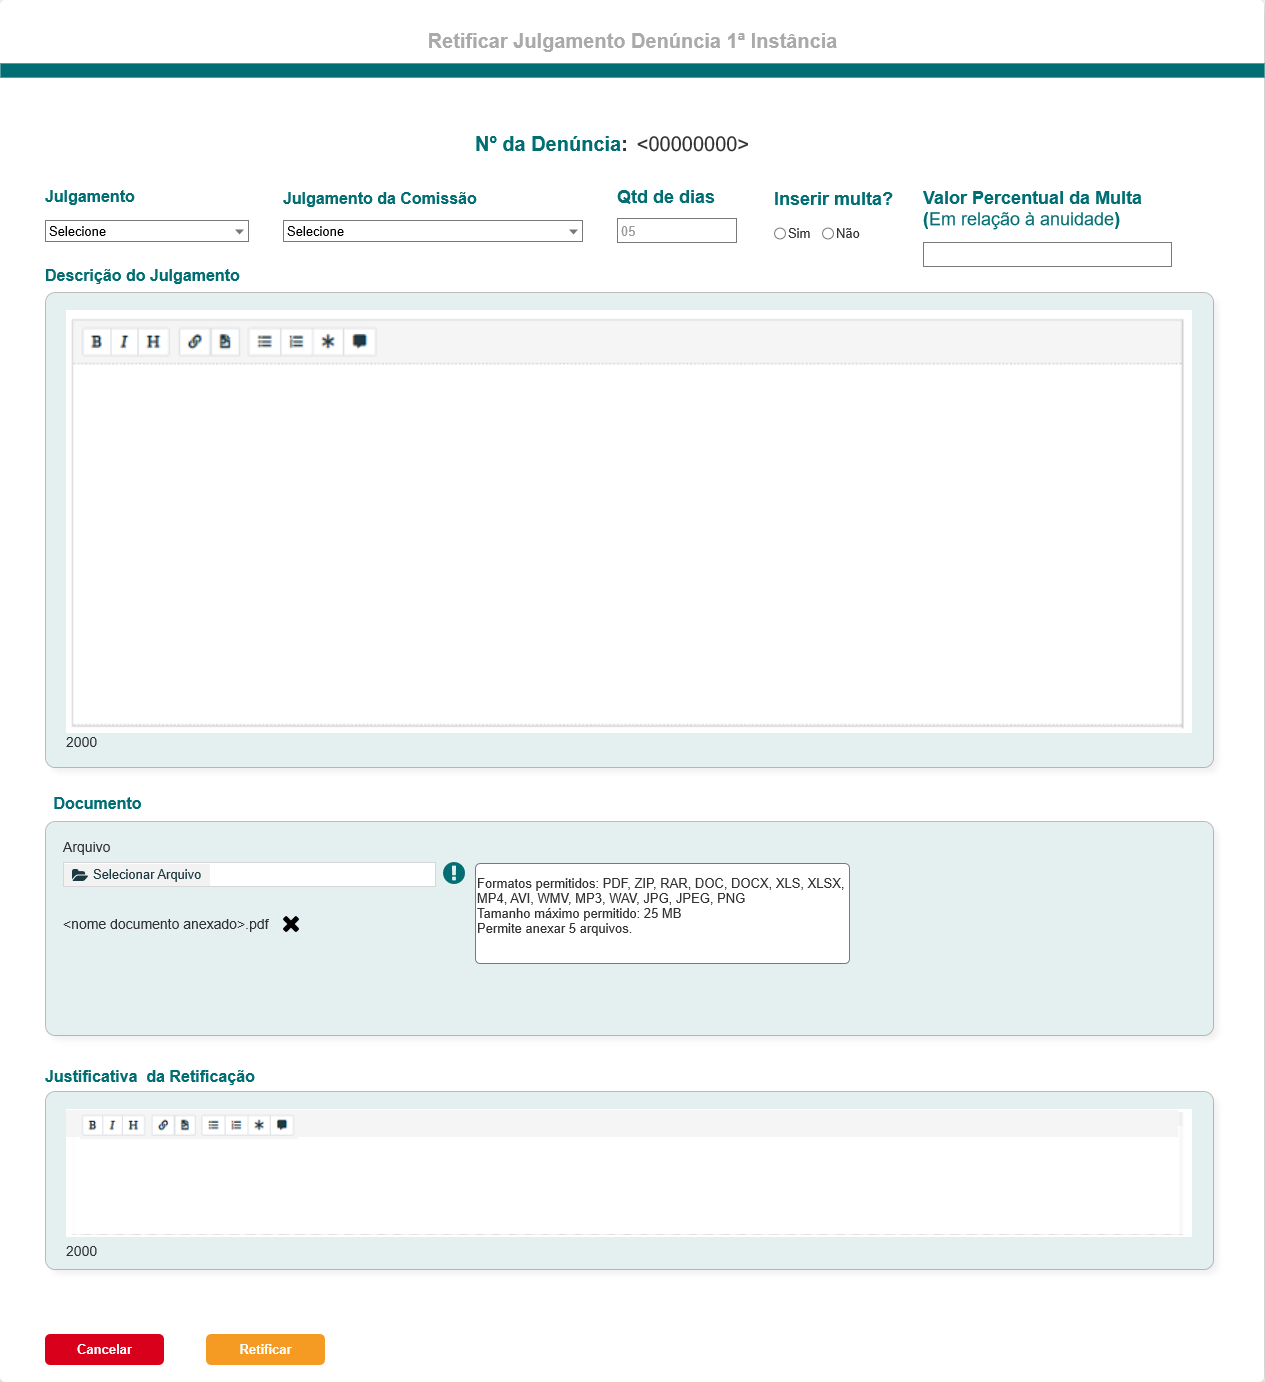 Retificar Julgamento Denúncia 1ª Instância
Nº da Denúncia: <00000000>
Julgamento
Julgamento da Comissão
Qtd de dias
Inserir multa?
Valor Percentual da Multa
(Em relação à anuidade)
Selecione
Selecione
05
Sim
Não
Descrição do Julgamento
B I H
2000
Documento
Arquivo
Selecionar Arquivo
Formatos permitidos: PDF, ZIP, RAR, DOC, DOCX, XLS, XLSX,
MP4, AVI, WMV, MP3, WAV, JPG, JPEG, PNG
Tamanho máximo permitido: 25 MB
Permite anexar 5 arquivos.
<nome documento anexado>.pdf
Justificativa  da Retificação
B I H
2000
Cancelar
Retificar